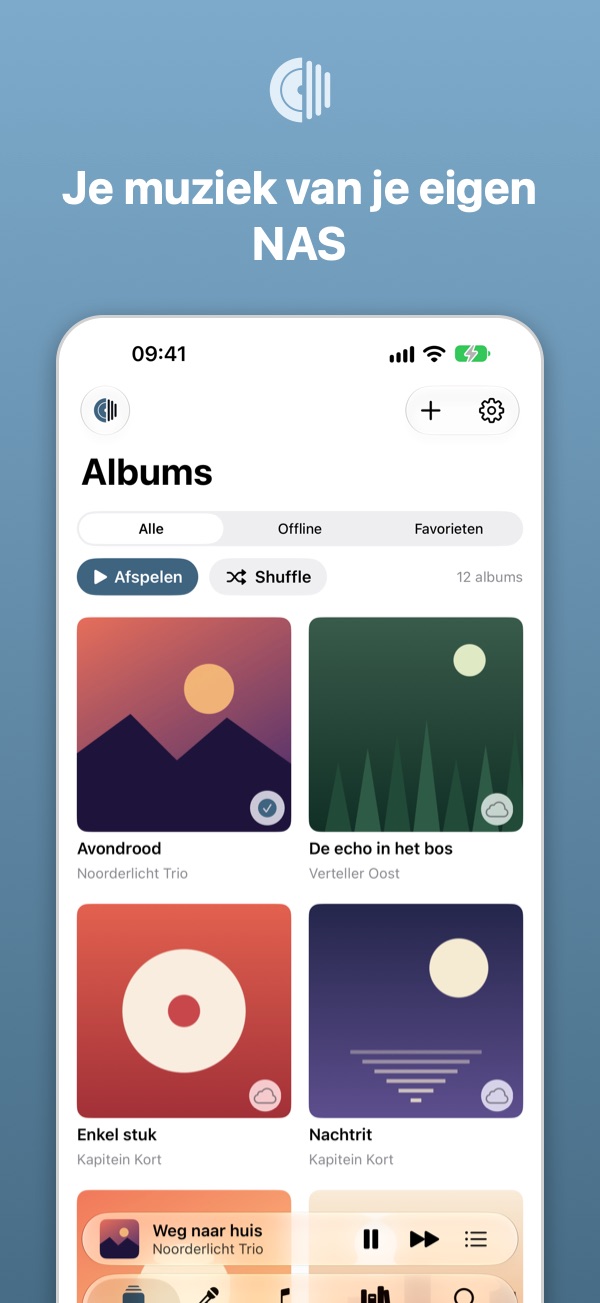 Je muziek van je eigen
NAS
09:41
Albums
Alle
Offline
Favorieten
Afspelen
Shuffle
12 albums
Avondrood
Noorderlicht Trio
De echo in het bos
Verteller Oost
Enkel stuk
Kapitein Kort
Nachtrit
Kapitein Kort
Weg naar huis
Noorderlicht Trio